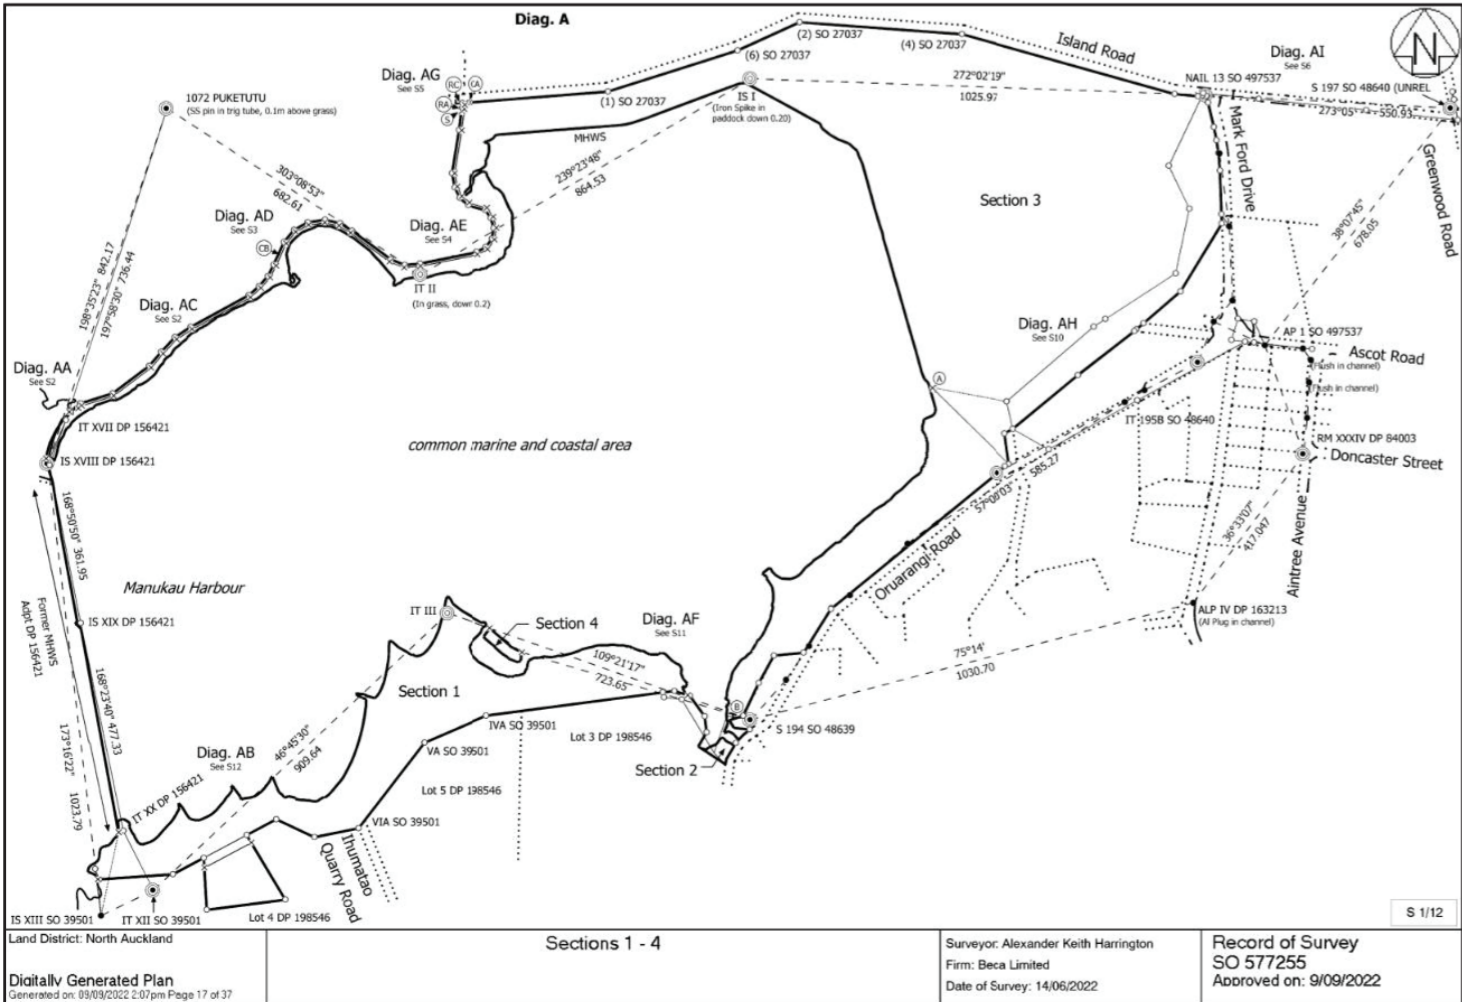 Diag. A
(2) SO 27037
(4) SO 27037
(6) SO 27037
Island Road
Diag. AI
See S6
N
Diag. AG
See S5
RC
CA
RA
S
272°02'19"
1025.97
NAIL 13 SO 497537
S 197 SO 48640 (UNREL
1072 PUKETUTU
(SS pin in trig tube, 0.1m above grass)
(1) SO 27037
IS I
(Iron Spike in
paddock down 0.20)
273°05'
550.93
MHWS
Mark Ford Drive
Greenwood Road
303°08'53"
682.61
239°23'48"
864.53
Section 3
38°07'45"
678.05
Diag. AD
See S3
CB
Diag. AE
See S4
198°35'23" 842.17
197°58'30" 736.44
IT II
(In grass, down 0.2)
Diag. AC
See S2
Diag. AH
See S10
AP 1 SO 497537
Ascot Road
(Flush in channel)
(Flush in channel)
Diag. AA
See S2
A
IT XVII DP 156421
IT 195B SO 48640
common marine and coastal area
RM XXXIV DP 84003
Doncaster Street
IS XVIII DP 156421
57°00'03"
585.27
168°50'50" 361.95
36°33'07"
417.047
Aintree Avenue
Oruarangi Road
Manukau Harbour
Former MHWS
Adpt DP 156421
IT III
IS XIX DP 156421
Section 4
Diag. AF
See S11
ALP IV DP 163213
(Al Plug in channel)
109°21'17"
723.65
75°14'
1030.70
Section 1
168°23'40" 477.33
B
IVA SO 39501
Lot 3 DP 198546
S 194 SO 48639
173°16'22" 1023.79
46°45'30"
909.64
Diag. AB
See S12
VA SO 39501
Section 2
IT XX DP 156421
Lot 5 DP 198546
VIA SO 39501
Ihumatao
Quarry Road
IS XIII SO 39501
IT XII SO 39501
Lot 4 DP 198546
S 1/12
Land District: North Auckland
Digitally Generated Plan
Generated on: 09/09/2022 2:07pm Page 17 of 37
Sections 1 - 4
Surveyor: Alexander Keith Harrington
Firm: Beca Limited
Date of Survey: 14/06/2022
Record of Survey
SO 577255
Approved on: 9/09/2022